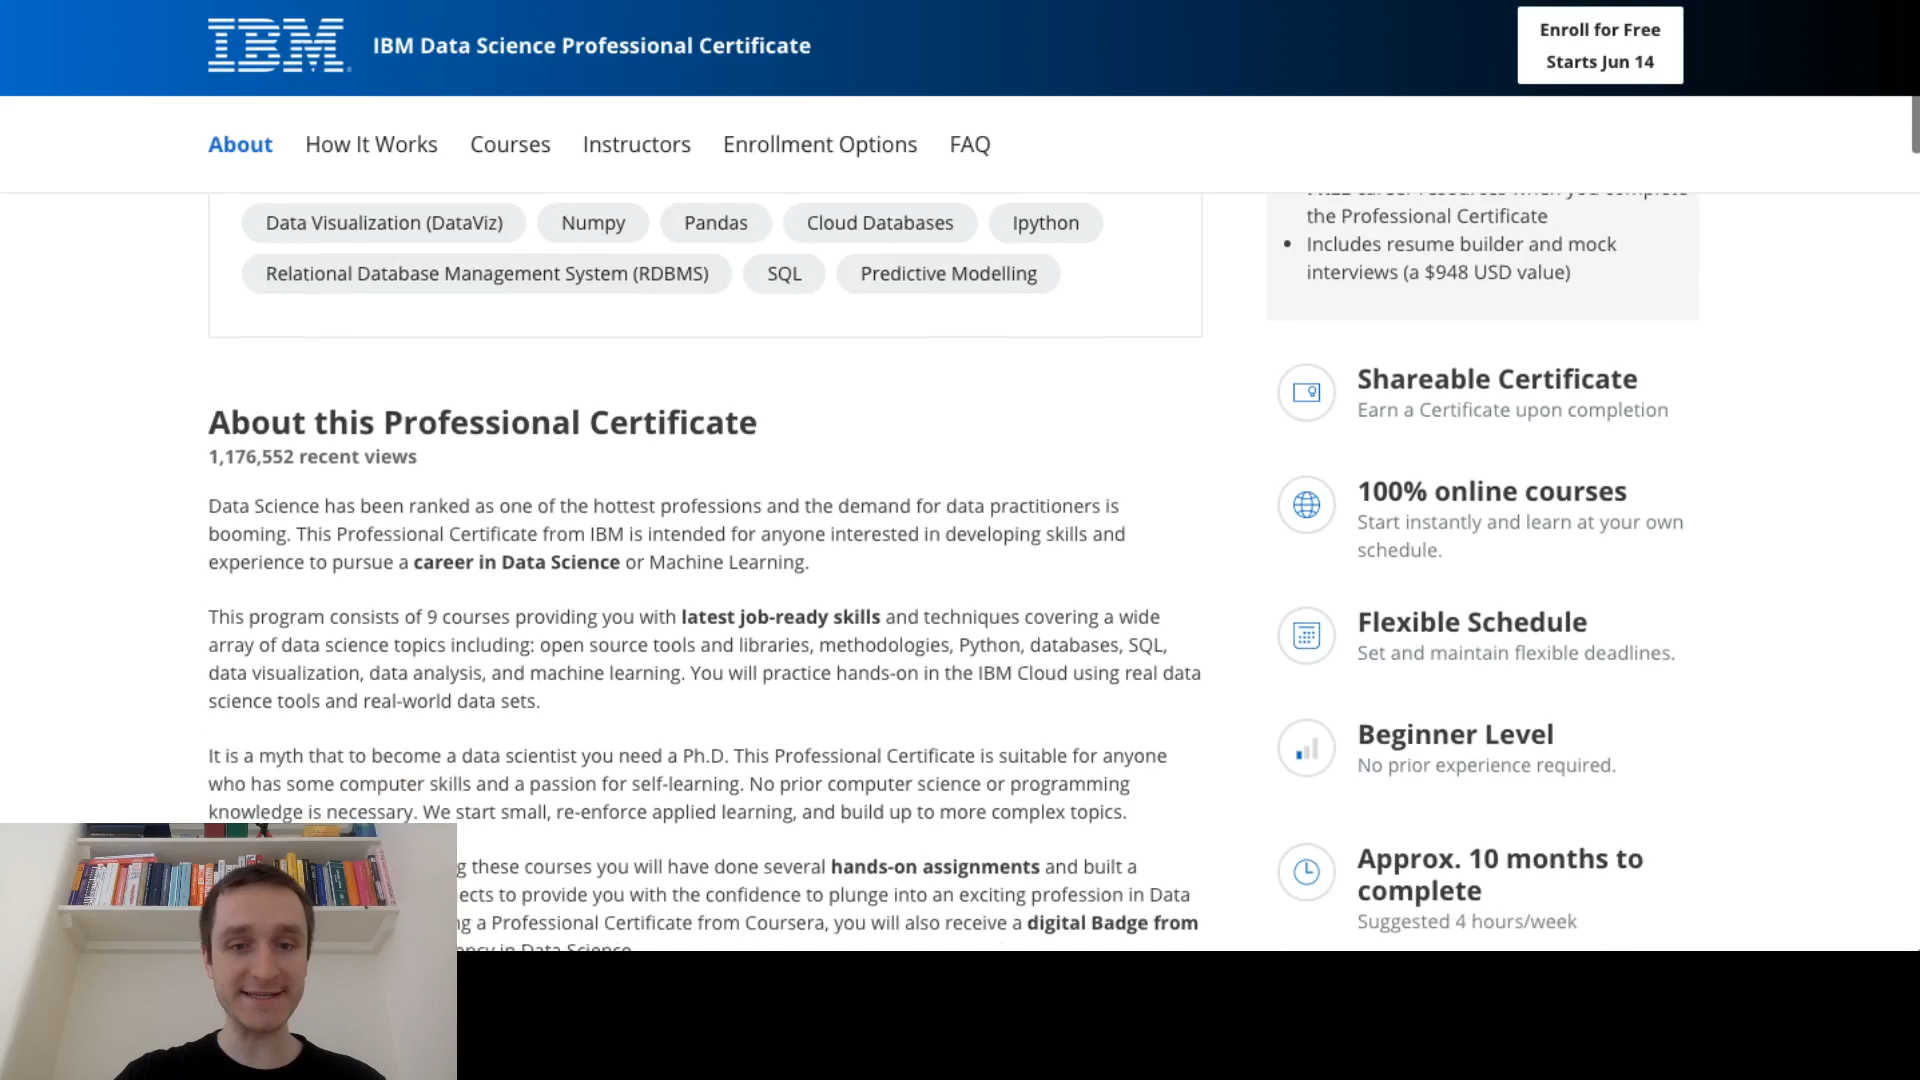 IBM
IBM Data Science Professional Certificate
Enroll for Free
Starts Jun 14
About
How It Works
Courses
Instructors
Enrollment Options
FAQ
Data Visualization (DataViz)
Numpy
Pandas
Cloud Databases
Ipython
Relational Database Management System (RDBMS)
SQL
Predictive Modelling
About this Professional Certificate
1,176,552 recent views
Data Science has been ranked as one of the hottest professions and the demand for data practitioners is
booming. This Professional Certificate from IBM is intended for anyone interested in developing skills and
experience to pursue a career in Data Science or Machine Learning.
This program consists of 9 courses providing you with latest job-ready skills and techniques covering a wide
array of data science topics including: open source tools and libraries, methodologies, Python, databases, SQL,
data visualization, data analysis, and machine learning. You will practice hands-on in the IBM Cloud using real data
science tools and real-world data sets.
It is a myth that to become a data scientist you need a Ph.D. This Professional Certificate is suitable for anyone
who has some computer skills and a passion for self-learning. No prior computer science or programming
knowledge is necessary. We start small, re-enforce applied learning, and build up to more complex topics.
g these courses you will have done several hands-on assignments and built a
ects to provide you with the confidence to plunge into an exciting profession in Data
ng a Professional Certificate from Coursera, you will also receive a digital Badge from
ency in Data Science
FREE career resources when you complete
the Professional Certificate
• Includes resume builder and mock
interviews (a $948 USD value)
Shareable Certificate
Earn a Certificate upon completion
100% online courses
Start instantly and learn at your own
schedule.
Flexible Schedule
Set and maintain flexible deadlines.
Beginner Level
No prior experience required.
Approx. 10 months to
complete
Suggested 4 hours/week